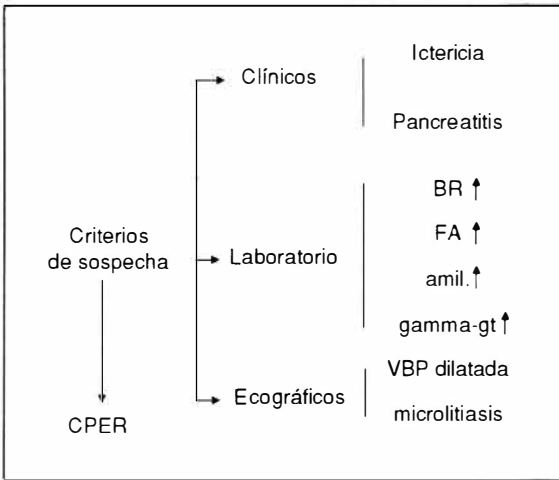 Criterios
de sospecha
CPER
Clínicos
Ictericia
Pancreatitis
Laboratorio
BR ↑
FA ↑
amil.↑
gamma-gt ↑
Ecográficos
VBP dilatada
microlitiasis